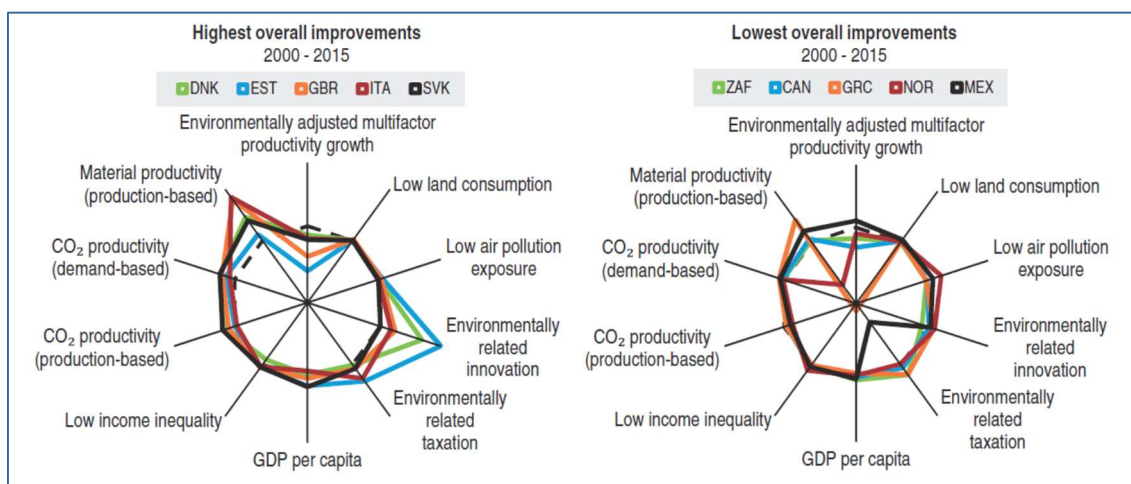 Highest overall improvements
2000 - 2015
DNK EST GBR ITA SVK
Environmentally adjusted multifactor
productivity growth
Material productivity
(production-based)
Low land consumption
CO₂ productivity
(demand-based)
Low air pollution
exposure
CO₂ productivity
(production-based)
Environmentally
related
innovation
Low income inequality
Environmentally
related
taxation
GDP per capita
Lowest overall improvements
2000 - 2015
ZAF CAN GRC NOR MEX
Environmentally adjusted multifactor
productivity growth
Material productivity
(production-based)
Low land consumption
CO₂ productivity
(demand-based)
Low air pollution
exposure
CO₂ productivity
(production-based)
Environmentally
related
innovation
Low income inequality
Environmentally
related
taxation
GDP per capita